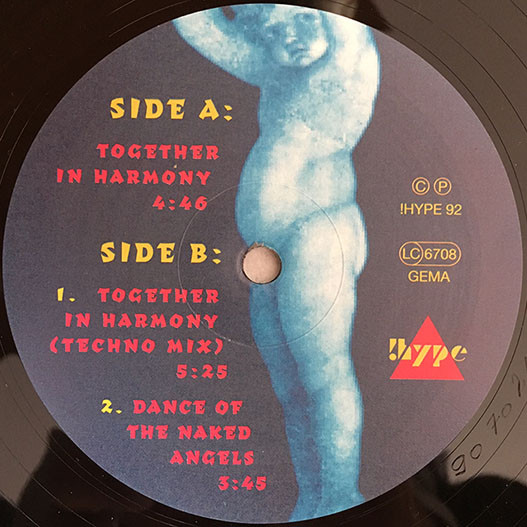 SIDE A:
TOGETHER
IN HARMONY
4:46
SIDE B:
1. TOGETHER
IN HARMONY
(TECHNO MIX)
5:25
2. DANCE OF
THE NAKED
ANGELS
3:45
© ℗
!HYPE 92
LC 6708
GEMA
!hype